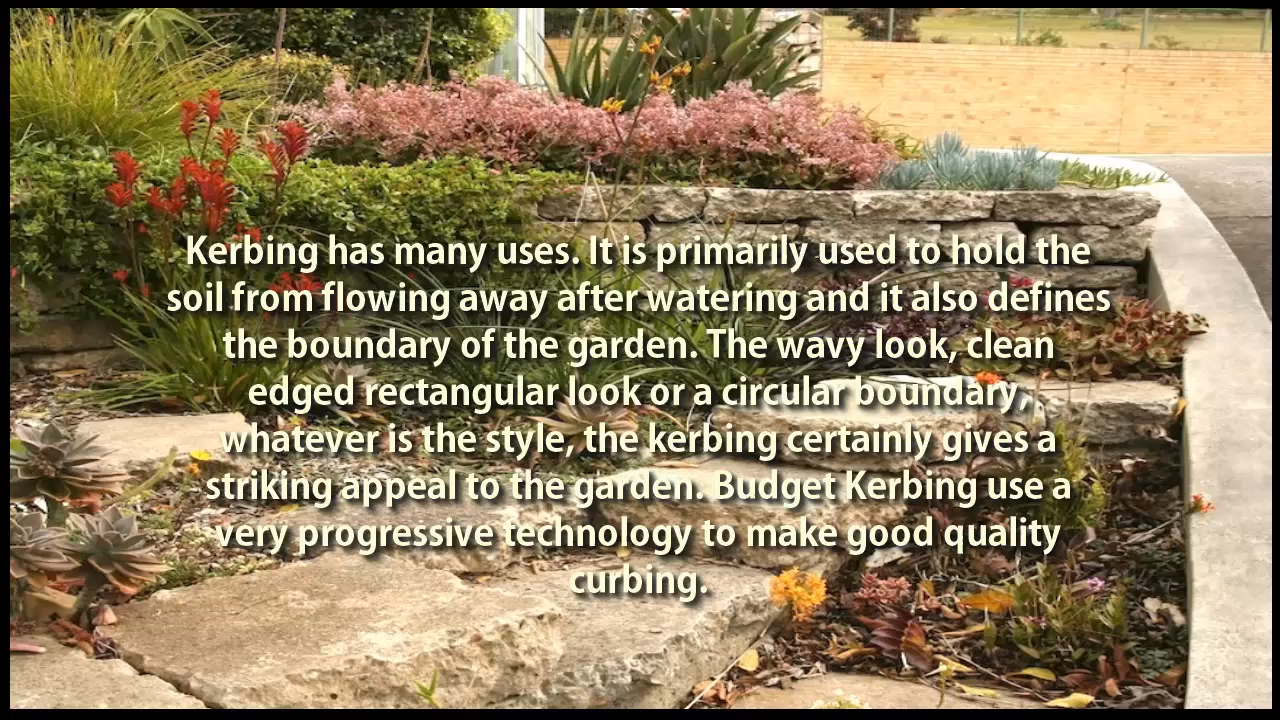 Kerbing has many uses. It is primarily used to hold the
soil from flowing away after watering and it also defines
the boundary of the garden. The wavy look, clean
edged rectangular look or a circular boundary,
whatever is the style, the kerbing certainly gives a
striking appeal to the garden. Budget Kerbing use a
very progressive technology to make good quality
curbing.